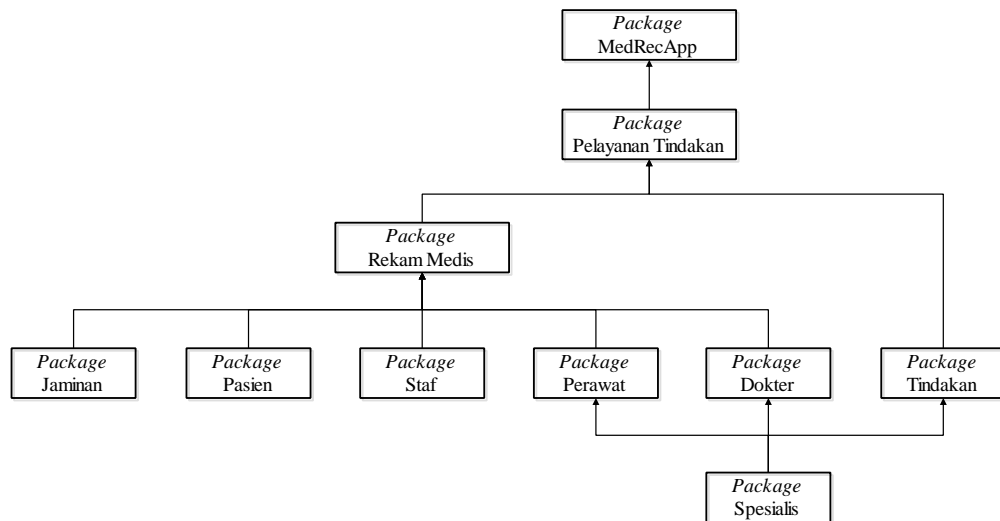 Package
MedRecApp
Package
Pelayanan Tindakan
Package
Rekam Medis
Package
Jaminan
Package
Pasien
Package
Staf
Package
Perawat
Package
Dokter
Package
Tindakan
Package
Spesialis